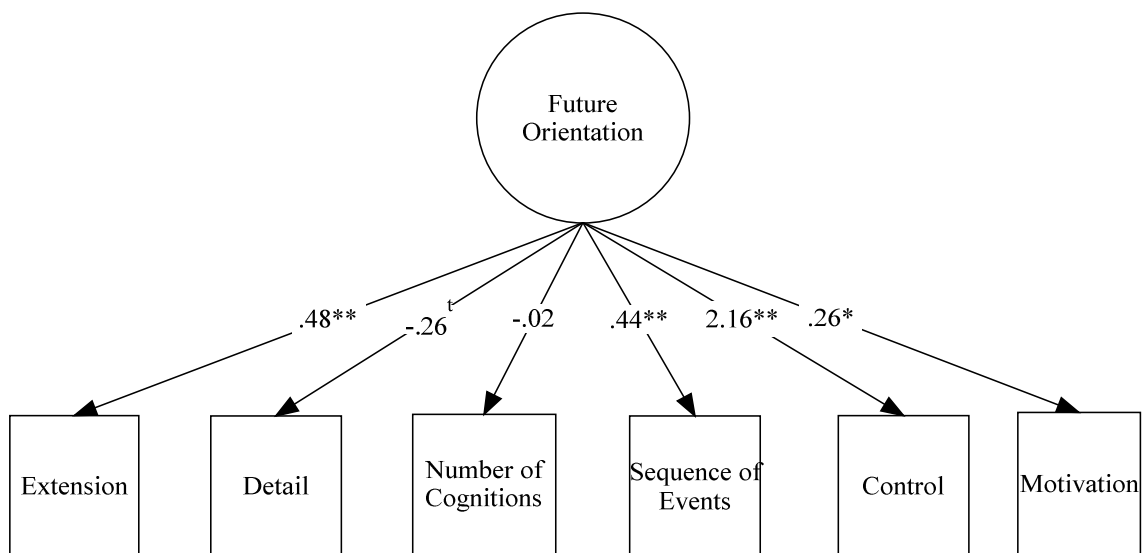 Future
Orientation
.48**
-.26t
-.02
.44**
2.16**
.26*
Extension
Detail
Number of
Cognitions
Sequence of
Events
Control
Motivation